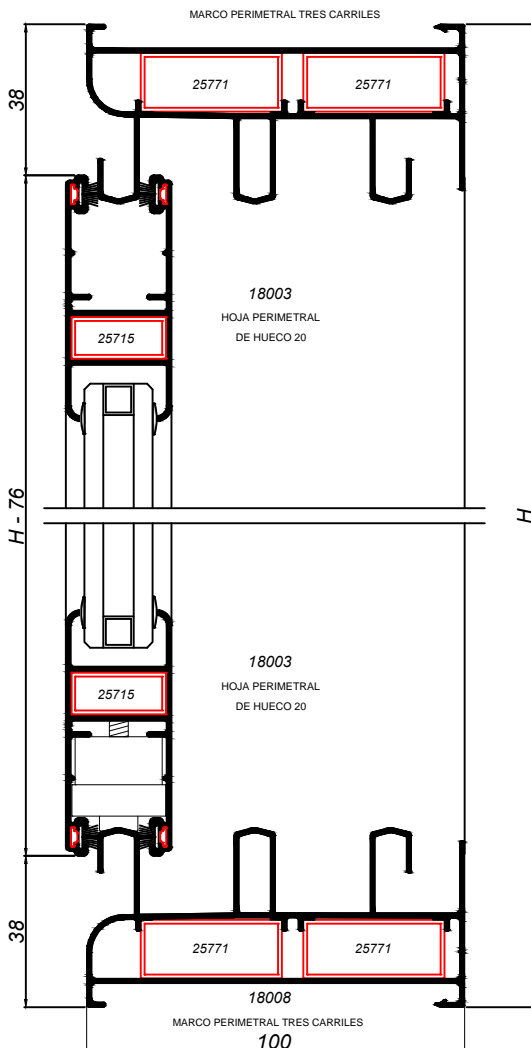 MARCO PERIMETRAL TRES CARRILES
25771
25771
38
18003
HOJA PERIMETRAL
DE HUECO 20
25715
H - 76
H
18003
HOJA PERIMETRAL
DE HUECO 20
25715
38
25771
25771
18008
MARCO PERIMETRAL TRES CARRILES
100